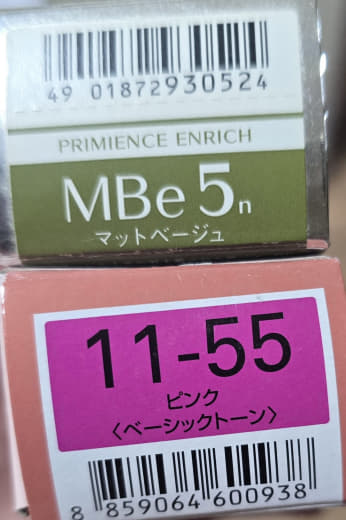 49 01872930524
PRIMIENCE ENRICH
MBe 5n
マットベージュ
11-55
ピンク
〈ベーシックトーン〉
8 859064 600938